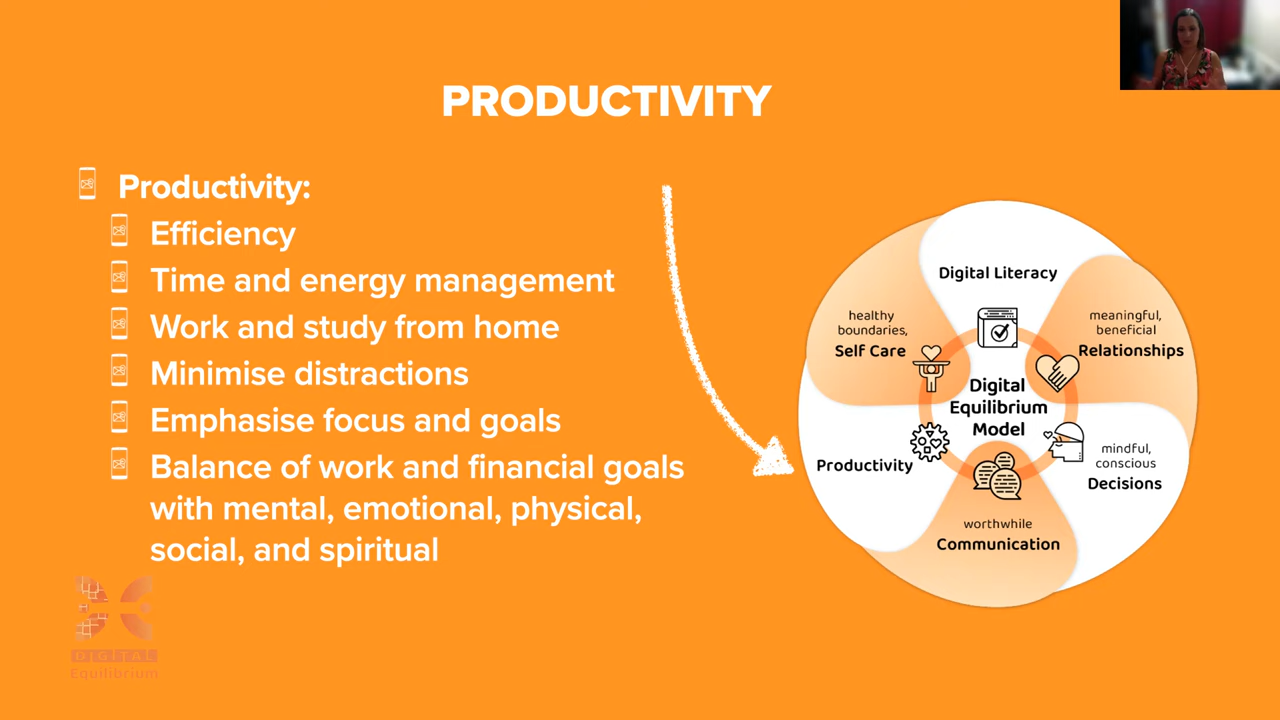 PRODUCTIVITY
Productivity:
Efficiency
Time and energy management
Work and study from home
Minimise distractions
Emphasise focus and goals
Balance of work and financial goals
with mental, emotional, physical,
social, and spiritual
Digital Literacy
healthy
boundaries,
Self Care
meaningful,
beneficial
Relationships
Digital
Equilibrium
Model
Productivity
mindful,
conscious
Decisions
worthwhile
Communication
DIGITAL
Equilibrium